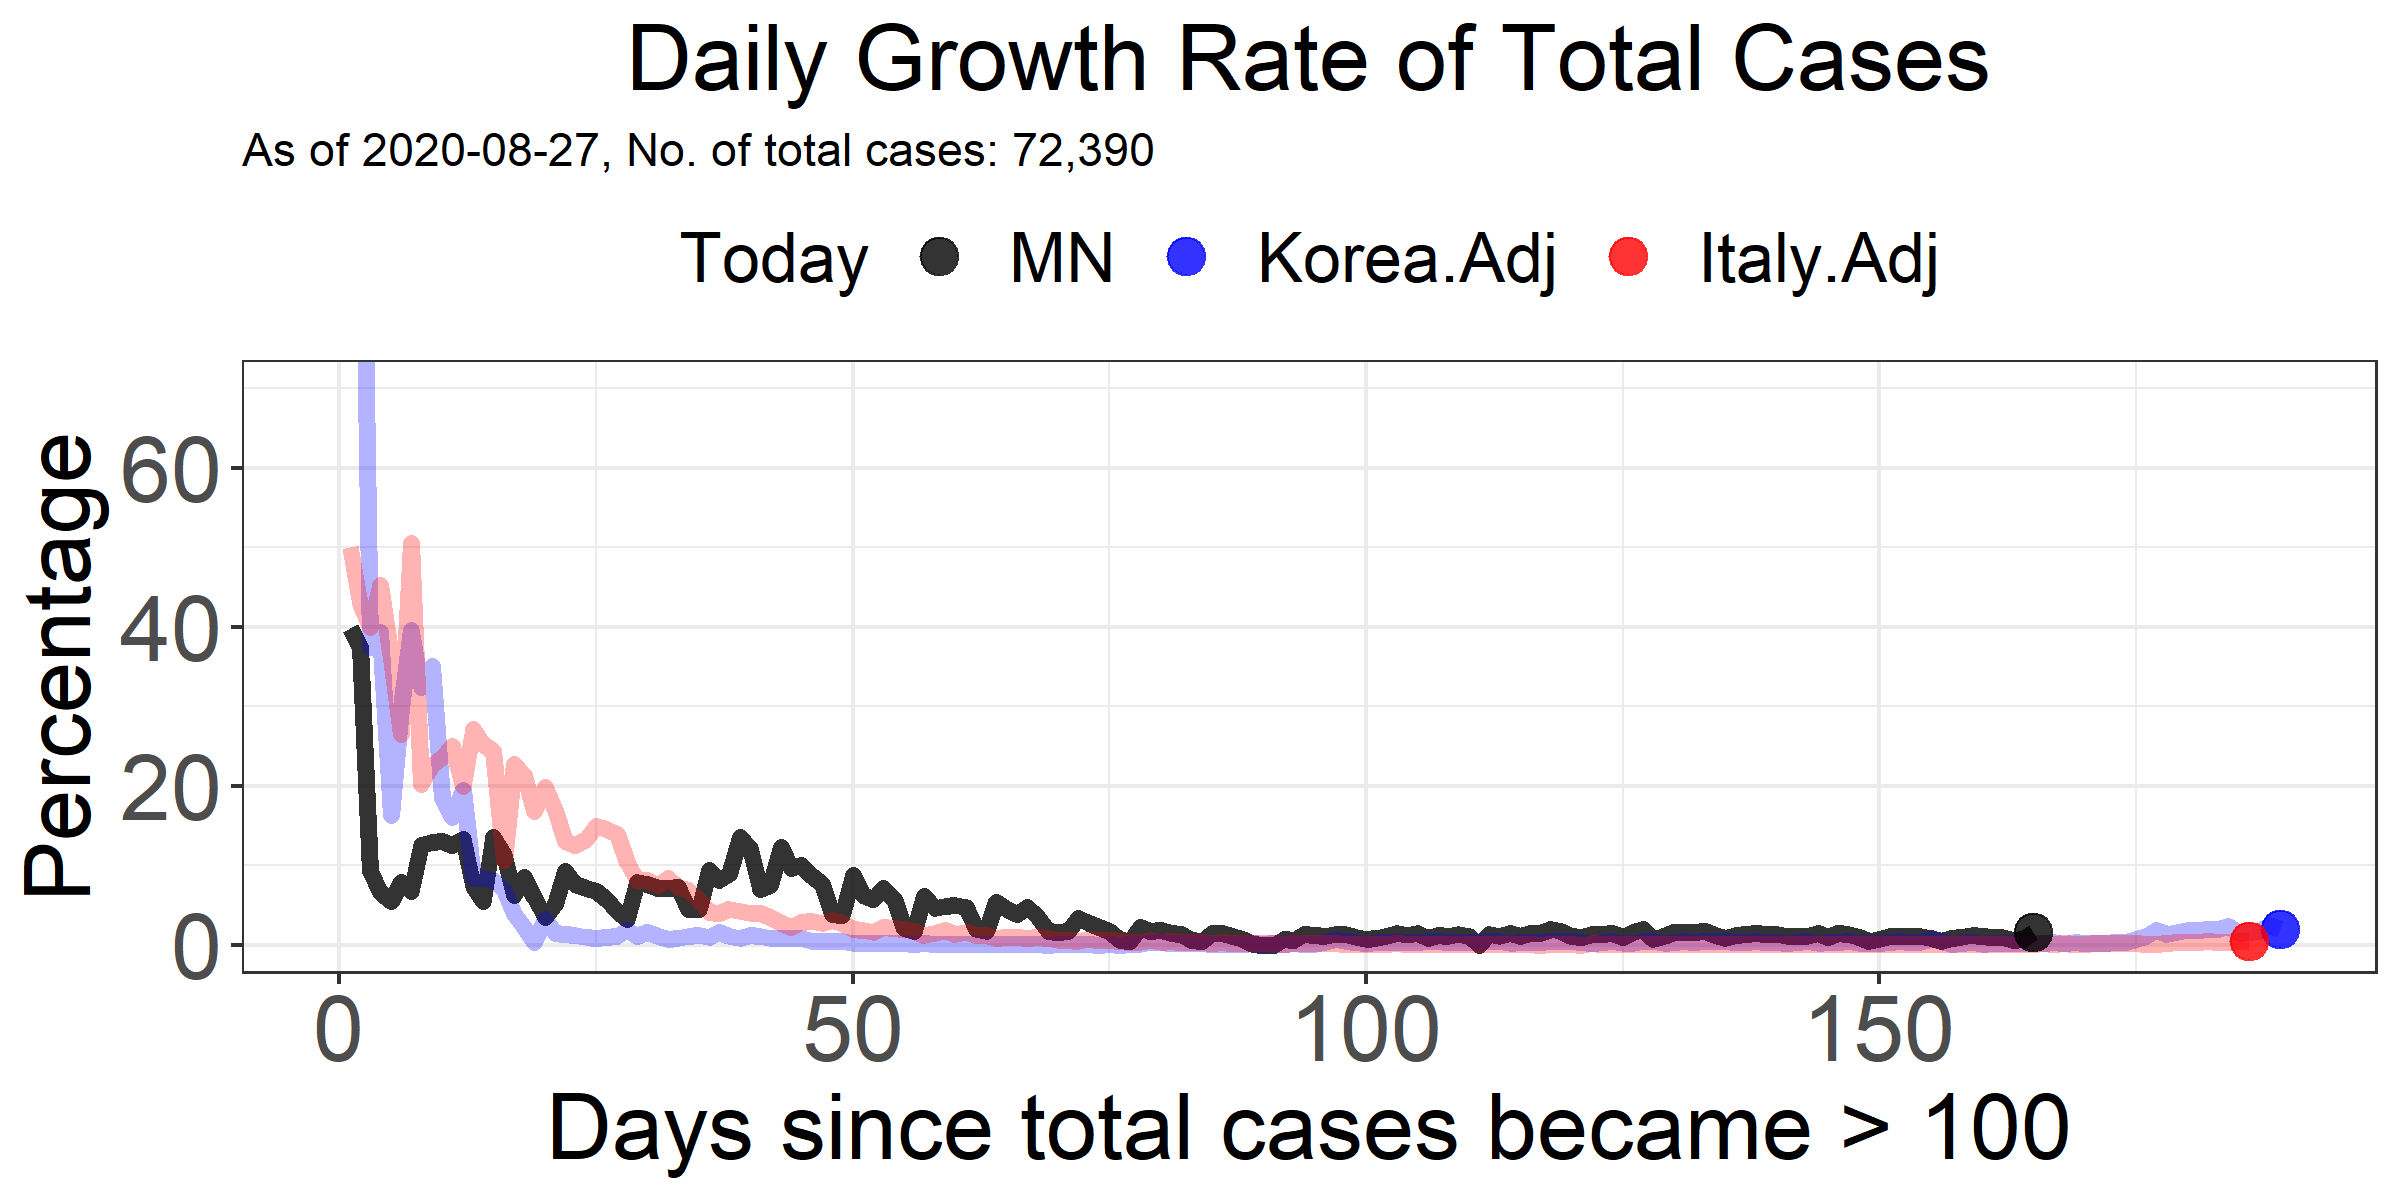 Daily Growth Rate of Total Cases
As of 2020-08-27, No. of total cases: 72,390
Today MN Korea.Adj Italy.Adj
Percentage
60
40
20
0
0 50 100 150
Days since total cases became > 100